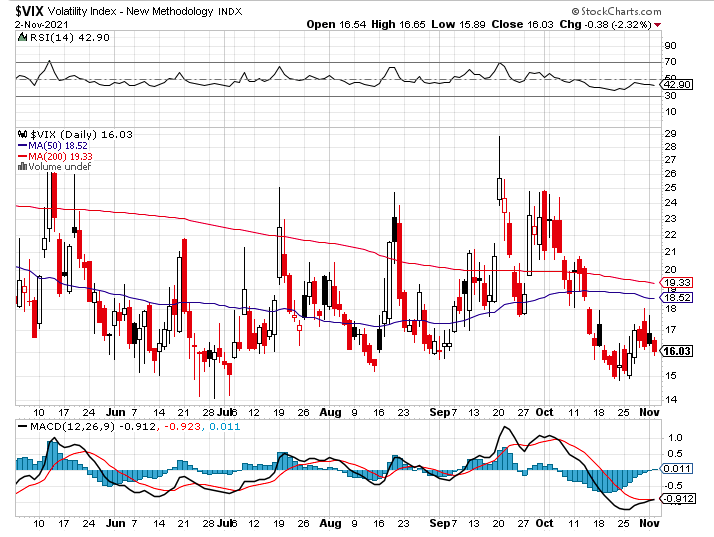 $VIX Volatility Index - New Methodology INDX © StockCharts.com
2-Nov-2021 Open 16.54 High 16.65 Low 15.89 Close 16.03 Chg -0.38 (-2.32%)
RSI(14) 42.90
90
70
50
42.90
30
10
$VIX (Daily) 16.03
MA(50) 18.52
MA(200) 19.33
Volume undef
29
28
27
26
25
24
23
22
21
20
19.33
19
18.52
18
17
16.03
15
14
10 17 24 Jun 7 14 21 28 Jul 6 12 19 26 Aug 9 16 23 Sep 7 13 20 27 Oct 11 18 25 Nov
MACD(12,26,9) -0.912, -0.923, 0.011
1.0
0.5
0.011
-0.5
-0.912
10 17 24 Jun 7 14 21 28 Jul 6 12 19 26 Aug 9 16 23 Sep 7 13 20 27 Oct 11 18 25 Nov